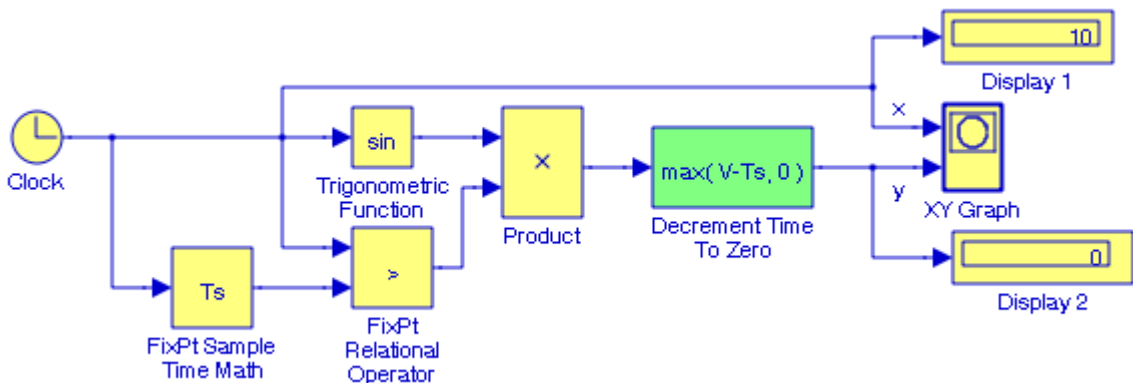 10
Display 1
x
Clock
sin
Trigonometric
Function
×
Product
max( V-Ts, 0 )
Decrement Time
To Zero
y
XY Graph
Ts
FixPt Sample
Time Math
>
FixPt
Relational
Operator
0
Display 2